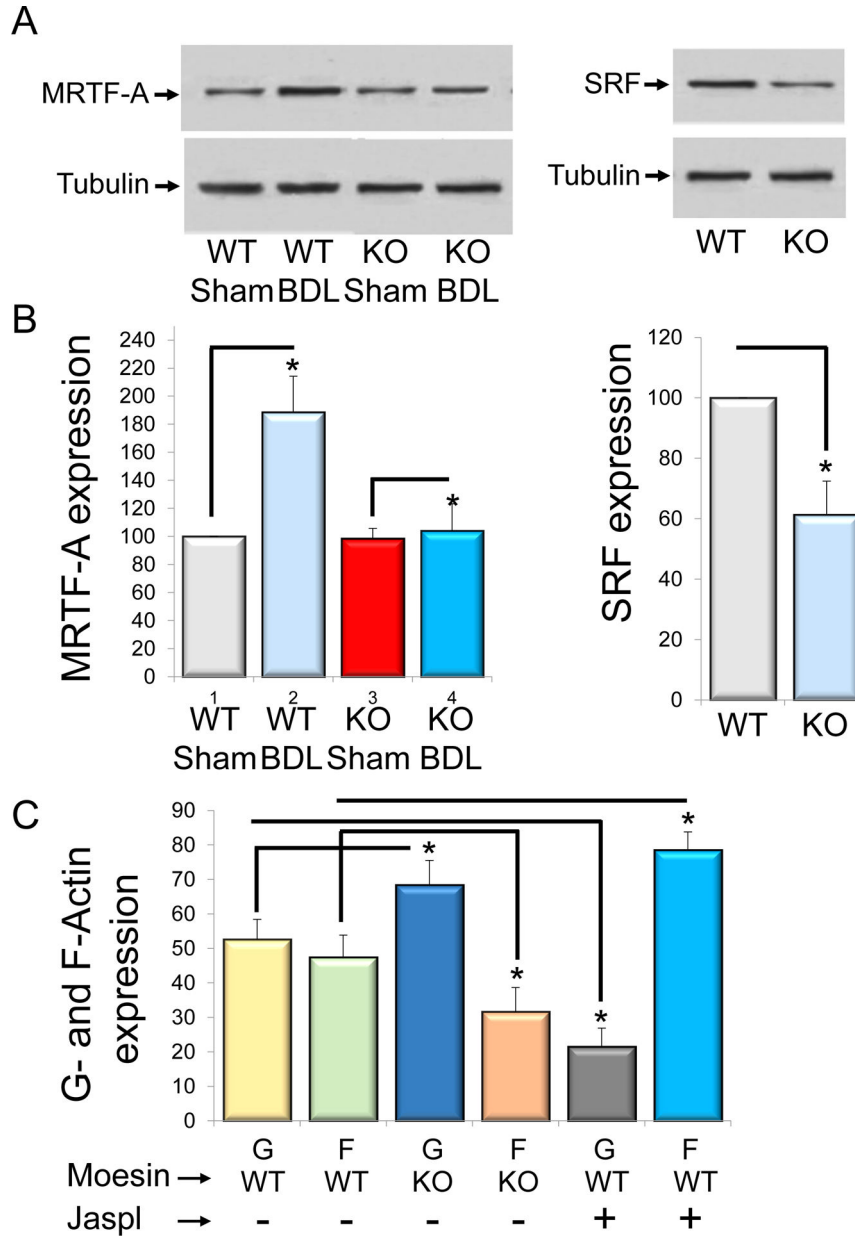 A
MRTF-A
SRF
Tubulin
Tubulin
WT WT KO KO
Sham BDL Sham BDL
WT KO
B
MRTF-A expression
240
220
200
180
160
140
120
100
80
60
40
20
0
*
*
1 2 3 4
WT WT KO KO
Sham BDL Sham BDL
SRF expression
120
100
80
60
40
20
0
*
WT KO
C
G- and F-Actin
expression
90
80
70
60
50
40
30
20
10
0
*
*
*
*
G F G F G F
Moesin WT WT KO KO WT WT
Jaspl - - - - + +